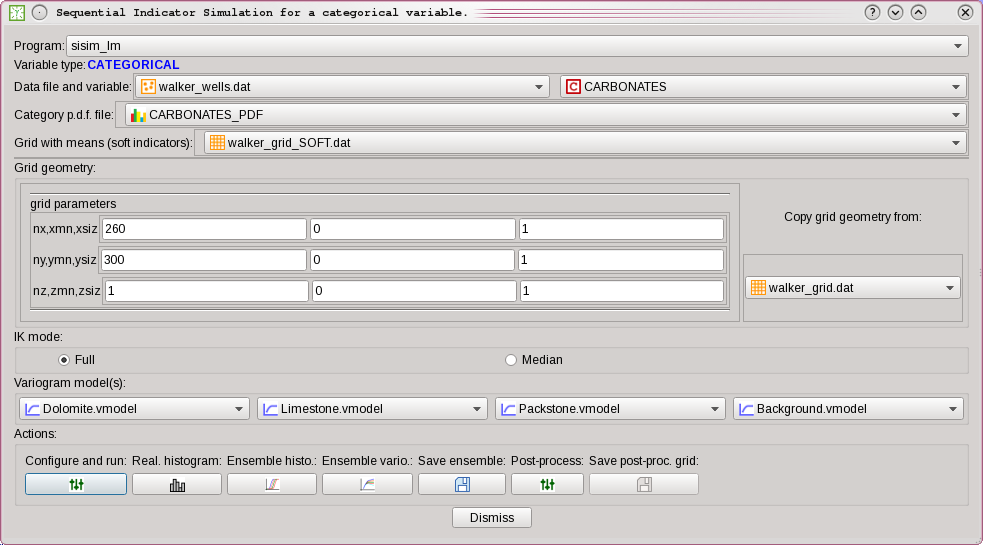 Sequential Indicator Simulation for a categorical variable.
Program: sisim_lm
Variable type: CATEGORICAL
Data file and variable: walker_wells.dat CARBONATES
Category p.d.f. file: CARBONATES_PDF
Grid with means (soft indicators): walker_grid_SOFT.dat
Grid geometry:
grid parameters
nx,xmn,xsiz 260 0 1
ny,ymn,ysiz 300 0 1
nz,zmn,zsiz 1 0 1
Copy grid geometry from:
walker_grid.dat
IK mode:
Full Median
Variogram model(s):
Dolomite.vmodel Limestone.vmodel Packstone.vmodel Background.vmodel
Actions:
Configure and run: Real. histogram: Ensemble histo.: Ensemble vario.: Save ensemble: Post-process: Save post-proc. grid:
Dismiss